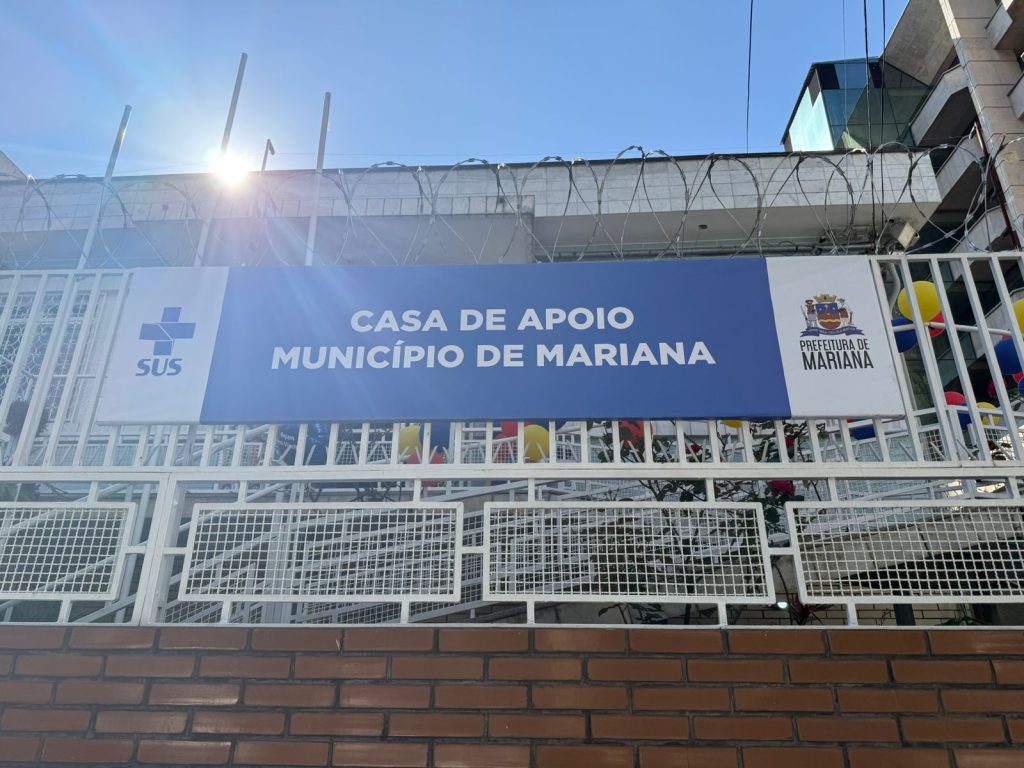 SUS
CASA DE APOIO
MUNICÍPIO DE MARIANA
PREFEITURA DE
MARIANA